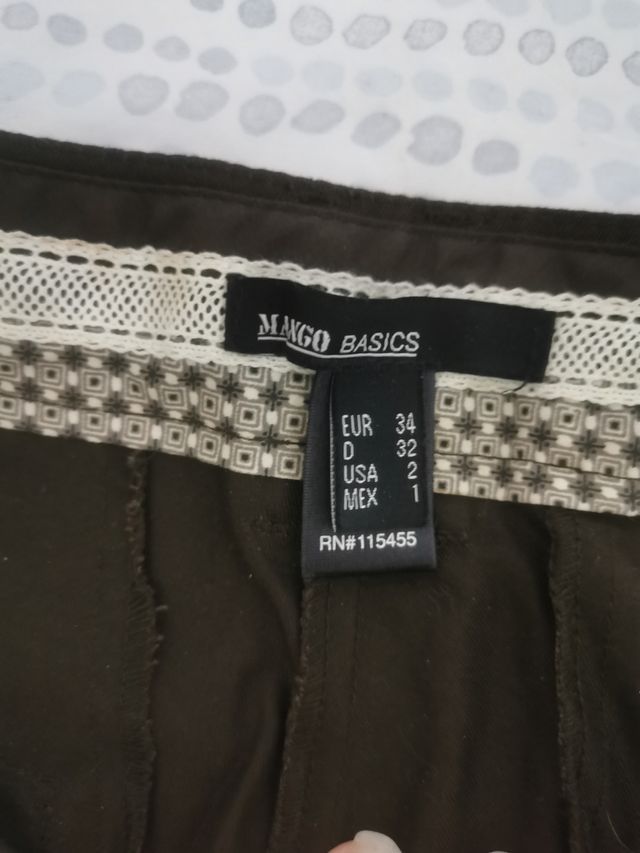 MANGO BASICS
EUR 34
D 32
USA 2
MEX 1
RN#115455